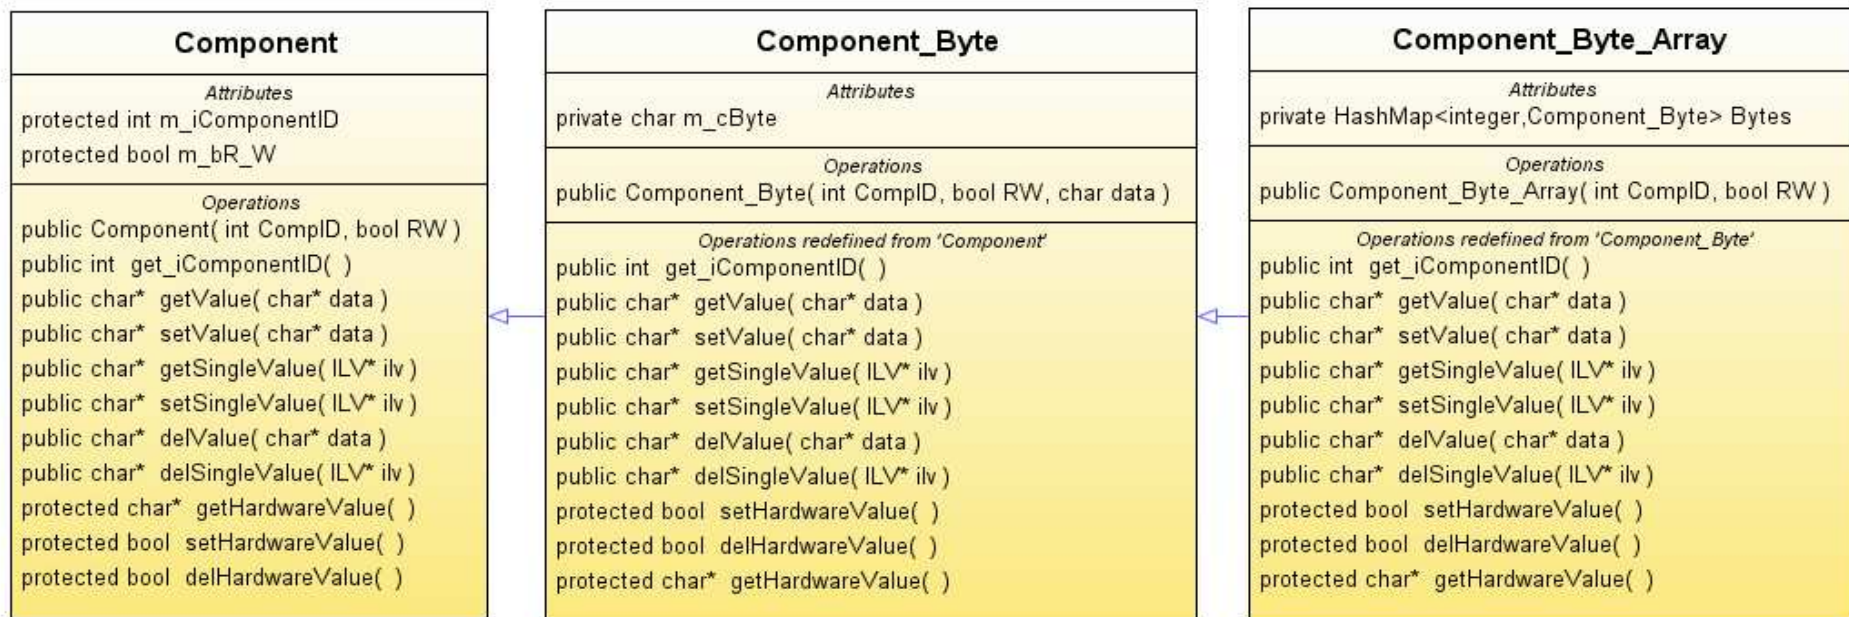 Component
Attributes
protected int m_iComponentID
protected bool m_bR_W
Operations
public Component( int CompID, bool RW )
public int get_iComponentID( )
public char* getValue( char* data )
public char* setValue( char* data )
public char* getSingleValue( ILV* ilv )
public char* setSingleValue( ILV* ilv )
public char* delValue( char* data )
public char* delSingleValue( ILV* ilv )
protected char* getHardwareValue( )
protected bool setHardwareValue( )
protected bool delHardwareValue( )
Component_Byte
Attributes
private char m_cByte
Operations
public Component_Byte( int CompID, bool RW, char data )
Operations redefined from 'Component'
public int get_iComponentID( )
public char* getValue( char* data )
public char* setValue( char* data )
public char* getSingleValue( ILV* ilv )
public char* setSingleValue( ILV* ilv )
public char* delValue( char* data )
public char* delSingleValue( ILV* ilv )
protected bool setHardwareValue( )
protected bool delHardwareValue( )
protected char* getHardwareValue( )
Component_Byte_Array
Attributes
private HashMap<integer,Component_Byte> Bytes
Operations
public Component_Byte_Array( int CompID, bool RW )
Operations redefined from 'Component_Byte'
public int get_iComponentID( )
public char* getValue( char* data )
public char* setValue( char* data )
public char* getSingleValue( ILV* ilv )
public char* setSingleValue( ILV* ilv )
public char* delValue( char* data )
public char* delSingleValue( ILV* ilv )
protected bool setHardwareValue( )
protected bool delHardwareValue( )
protected char* getHardwareValue( )